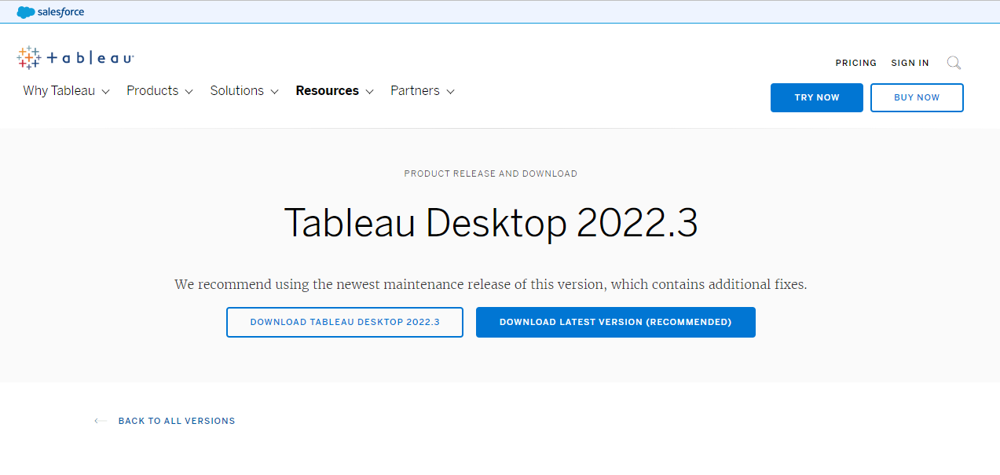 salesforce
+ableau
PRICING SIGN IN
Why Tableau Products Solutions Resources Partners
TRY NOW BUY NOW
PRODUCT RELEASE AND DOWNLOAD
Tableau Desktop 2022.3
We recommend using the newest maintenance release of this version, which contains additional fixes.
DOWNLOAD TABLEAU DESKTOP 2022.3 DOWNLOAD LATEST VERSION (RECOMMENDED)
BACK TO ALL VERSIONS